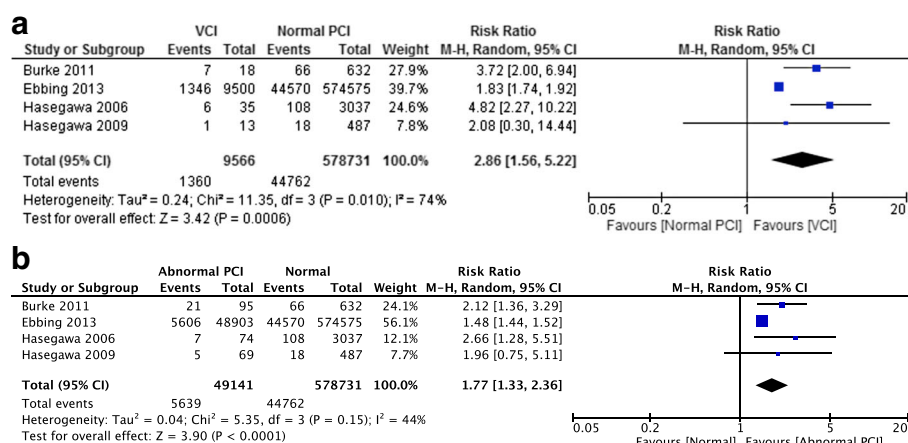 a
VCI Normal PCI Risk Ratio Risk Ratio
Study or Subgroup Events Total Events Total Weight M-H, Random, 95% CI M-H, Random, 95% CI
Burke 2011 7 18 66 632 27.9% 3.72 [2.00, 6.94]
Ebbing 2013 1346 9500 44570 574575 39.7% 1.83 [1.74, 1.92]
Hasegawa 2006 6 35 108 3037 24.6% 4.82 [2.27, 10.22]
Hasegawa 2009 1 13 18 487 7.8% 2.08 [0.30, 14.44]
Total (95% CI) 9566 578731 100.0% 2.86 [1.56, 5.22]
Total events 1360 44762
Heterogeneity: Tau² = 0.24; Chi² = 11.35, df = 3 (P = 0.010); I² = 74%
Test for overall effect: Z = 3.42 (P = 0.0006)
0.05 0.2 1 5 20
Favours [Normal PCI] Favours [VCI]
b
Abnormal PCI Normal Risk Ratio Risk Ratio
Study or Subgroup Events Total Events Total Weight M-H, Random, 95% CI M-H, Random, 95% CI
Burke 2011 21 95 66 632 24.1% 2.12 [1.36, 3.29]
Ebbing 2013 5606 48903 44570 574575 56.1% 1.48 [1.44, 1.52]
Hasegawa 2006 7 74 108 3037 12.1% 2.66 [1.28, 5.51]
Hasegawa 2009 5 69 18 487 7.7% 1.96 [0.75, 5.11]
Total (95% CI) 49141 578731 100.0% 1.77 [1.33, 2.36]
Total events 5639 44762
Heterogeneity: Tau² = 0.04; Chi² = 5.35, df = 3 (P = 0.15); I² = 44%
Test for overall effect: Z = 3.90 (P < 0.0001)
0.05 0.2 1 5 20
Favours [Normal] Favours [Abnormal PCI]